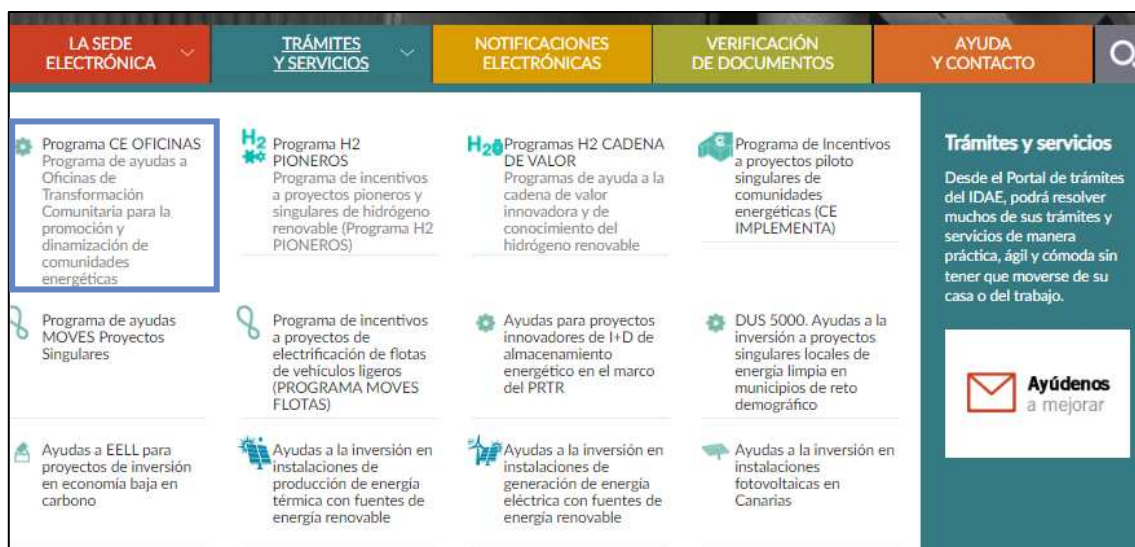 LA SEDE
ELECTRÓNICA
TRÁMITES
Y SERVICIOS
NOTIFICACIONES
ELECTRÓNICAS
VERIFICACIÓN
DE DOCUMENTOS
AYUDA
Y CONTACTO
Programa CE OFICINAS
Programa de ayudas a
Oficinas de
Transformación
Comunitaria para la
promoción y
dinamización de
comunidades
energéticas
H2
Programa H2
PIONEROS
Programa de incentivos
a proyectos pioneros y
singulares de hidrógeno
renovable (Programa H2
PIONEROS)
H2
Programas H2 CADENA
DE VALOR
Programas de ayuda a la
cadena de valor
innovadora y de
conocimiento del
hidrógeno renovable
Programa de Incentivos
a proyectos piloto
singulares de
comunidades
energéticas (CE
IMPLEMENTA)
Programa de ayudas
MOVES Proyectos
Singulares
Programa de incentivos
a proyectos de
electrificación de flotas
de vehículos ligeros
(PROGRAMA MOVES
FLOTAS)
Ayudas para proyectos
innovadores de I+D de
almacenamiento
energético en el marco
del PRTR
DUS 5000. Ayudas a la
inversión a proyectos
singulares locales de
energía limpia en
municipios de reto
demográfico
Ayudas a EELL para
proyectos de inversión
en economía baja en
carbono
Ayudas a la inversión en
instalaciones de
producción de energía
térmica con fuentes de
energía renovable
Ayudas a la inversión en
instalaciones de
generación de energía
eléctrica con fuentes de
energía renovable
Ayudas a la inversión en
instalaciones
fotovoltaicas en
Canarias
Trámites y servicios
Desde el Portal de trámites
del IDAE, podrá resolver
muchos de sus trámites y
servicios de manera
práctica, ágil y cómoda sin
tener que moverse de su
casa o del trabajo.
Ayúdenos
a mejorar